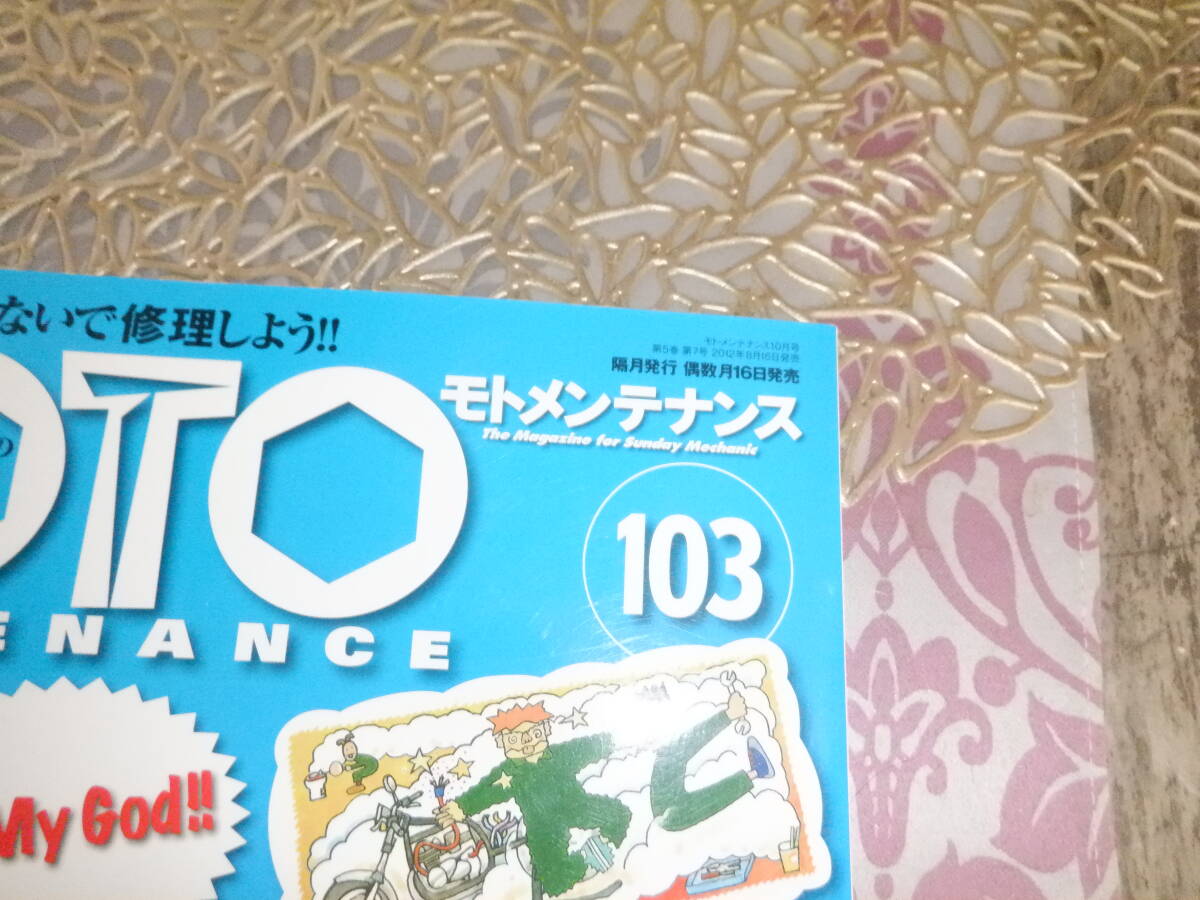 ないで修理しよう!!
モト・メンテナンス10月号
第5巻 第7号 2012年8月16日発売
隔月発行 偶数月16日発売
の
OTO
モトメンテナンス
The Magazine for Sunday Mechanic
103
ENANCE
My God!!